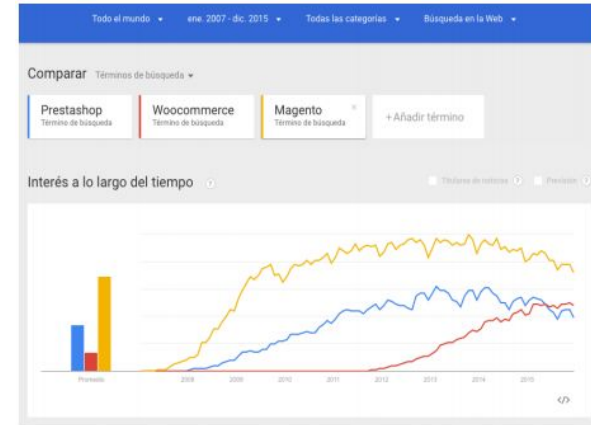 Todo el mundo ene. 2007 - dic. 2015 Todas las categorías Búsqueda en la Web
Comparar Términos de búsqueda
Prestashop Woocommerce Magento
Término de búsqueda Término de búsqueda Término de búsqueda
+Añadir término
Interés a lo largo del tiempo
Titulares de noticias ? Previsión ?
Promedio 2008 2009 2010 2011 2012 2013 2014 2015
</>